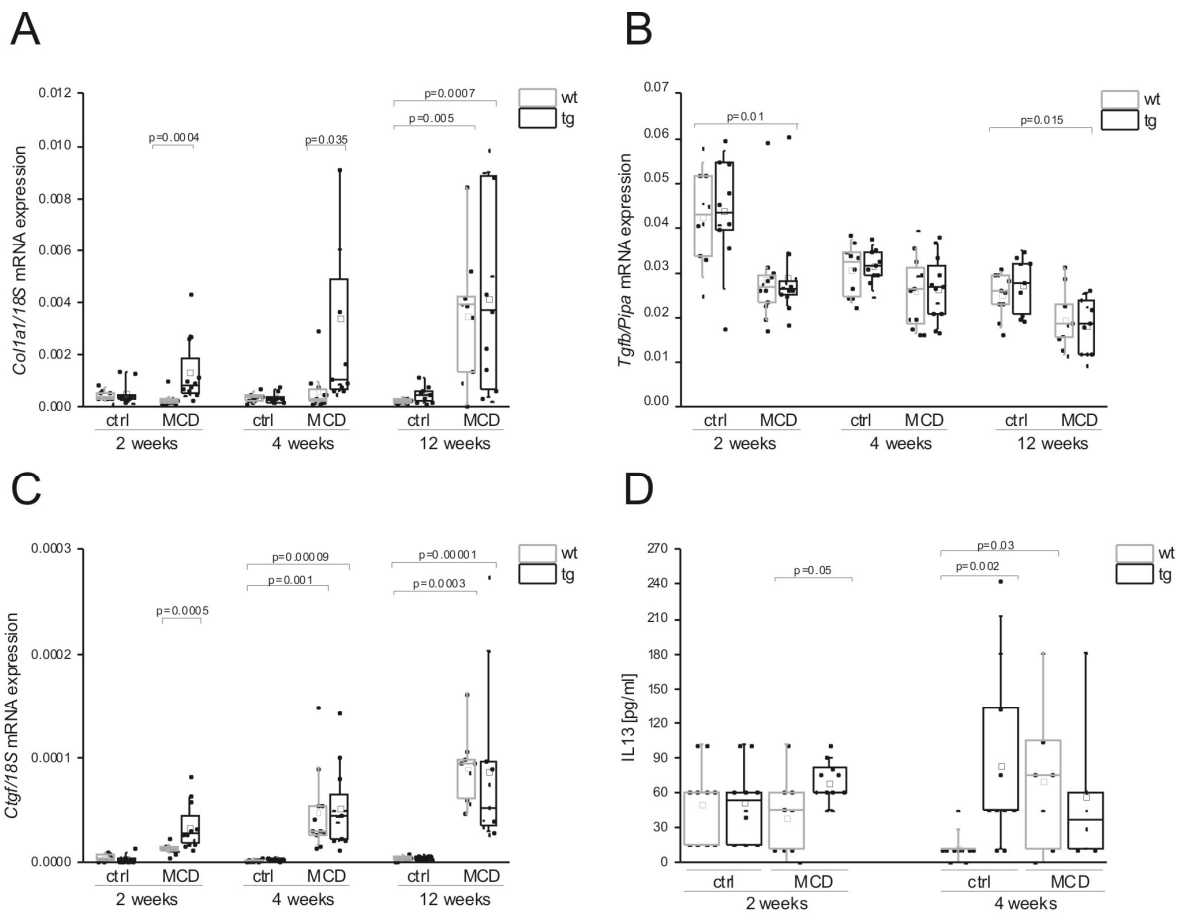 A
0.012
0.010
0.008
0.006
0.004
0.002
0.000
Col1a1/18S mRNA expression
p=0.0004
p=0.035
p=0.0007
p=0.005
wt
tg
ctrl MCD ctrl MCD ctrl MCD
2 weeks 4 weeks 12 weeks
B
0.07
0.06
0.05
0.04
0.03
0.02
0.01
0.00
Tgfb/Pipa mRNA expression
p=0.01
p=0.015
wt
tg
ctrl MCD ctrl MCD ctrl MCD
2 weeks 4 weeks 12 weeks
C
0.0003
0.0002
0.0001
0.0000
Ctgf/18S mRNA expression
p=0.0005
p=0.00009
p=0.001
p=0.00001
p=0.0003
wt
tg
ctrl MCD ctrl MCD ctrl MCD
2 weeks 4 weeks 12 weeks
D
270
240
210
180
150
120
90
60
30
0
IL13 [pg/ml]
p=0.05
p=0.03
p=0.002
wt
tg
ctrl MCD ctrl MCD
2 weeks 4 weeks